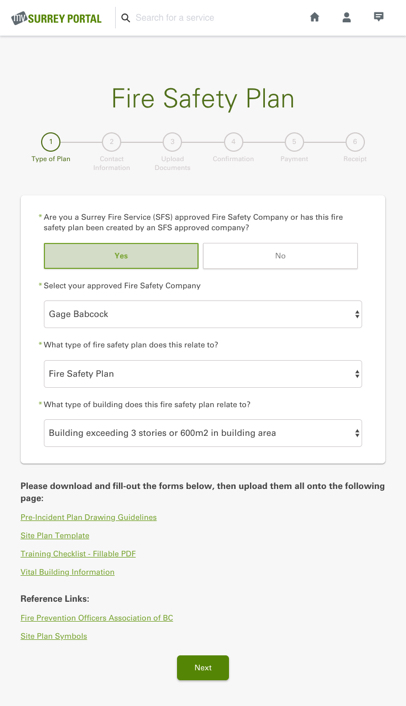 my SURREY PORTAL
Search for a service
Fire Safety Plan
1
2
3
4
5
6
Type of Plan
Contact
Information
Upload
Documents
Confirmation
Payment
Receipt
* Are you a Surrey Fire Service (SFS) approved Fire Safety Company or has this fire
safety plan been created by an SFS approved company?
Yes
No
* Select your approved Fire Safety Company
Gage Babcock
* What type of fire safety plan does this relate to?
Fire Safety Plan
* What type of building does this fire safety plan relate to?
Building exceeding 3 stories or 600m2 in building area
Please download and fill-out the forms below, then upload them all onto the following
page:
Pre-Incident Plan Drawing Guidelines
Site Plan Template
Training Checklist - Fillable PDF
Vital Building Information
Reference Links:
Fire Prevention Officers Association of BC
Site Plan Symbols
Next